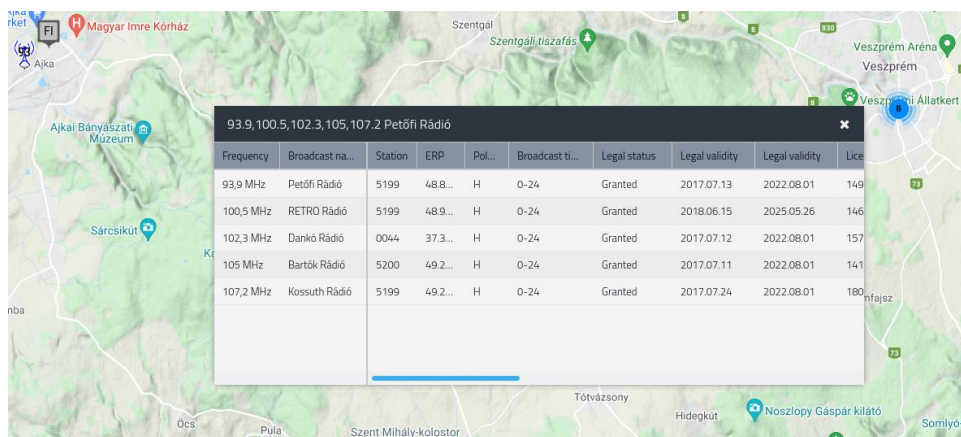 FI
Magyar Imre Kórház
Szentgál
Szentgáli tiszafás
8
8
830
Veszprém Aréna
Veszprém
93
Ajka
8
Állatkert
8
Ajkai Bányászati
Múzeum
93.9,100.5,102.3,105,107.2 Petőfi Rádió
Frequency Broadcast na... Station ERP Pol... Broadcast ti... Legal status Legal validity Legal validity Lice
93,9 MHz Petőfi Rádió 5199 48.8... H 0-24 Granted 2017.07.13 2022.08.01 149
100,5 MHz RETRO Rádió 5199 48.9... H 0-24 Granted 2018.06.15 2025.05.26 146
102,3 MHz Dankó Rádió 0044 37.3... H 0-24 Granted 2017.07.12 2022.08.01 157
105 MHz Bartók Rádió 5200 49.2... H 0-24 Granted 2017.07.11 2022.08.01 141
107,2 MHz Kossuth Rádió 5199 49.2... H 0-24 Granted 2017.07.24 2022.08.01 180
73
Sárcsikút
mba
nfajsz
73
Tótvázsony
Hidegkút
Noszlopy Gáspár kilátó
Somlyó-
Öcs
Pula
Szent Mihály-kolostor